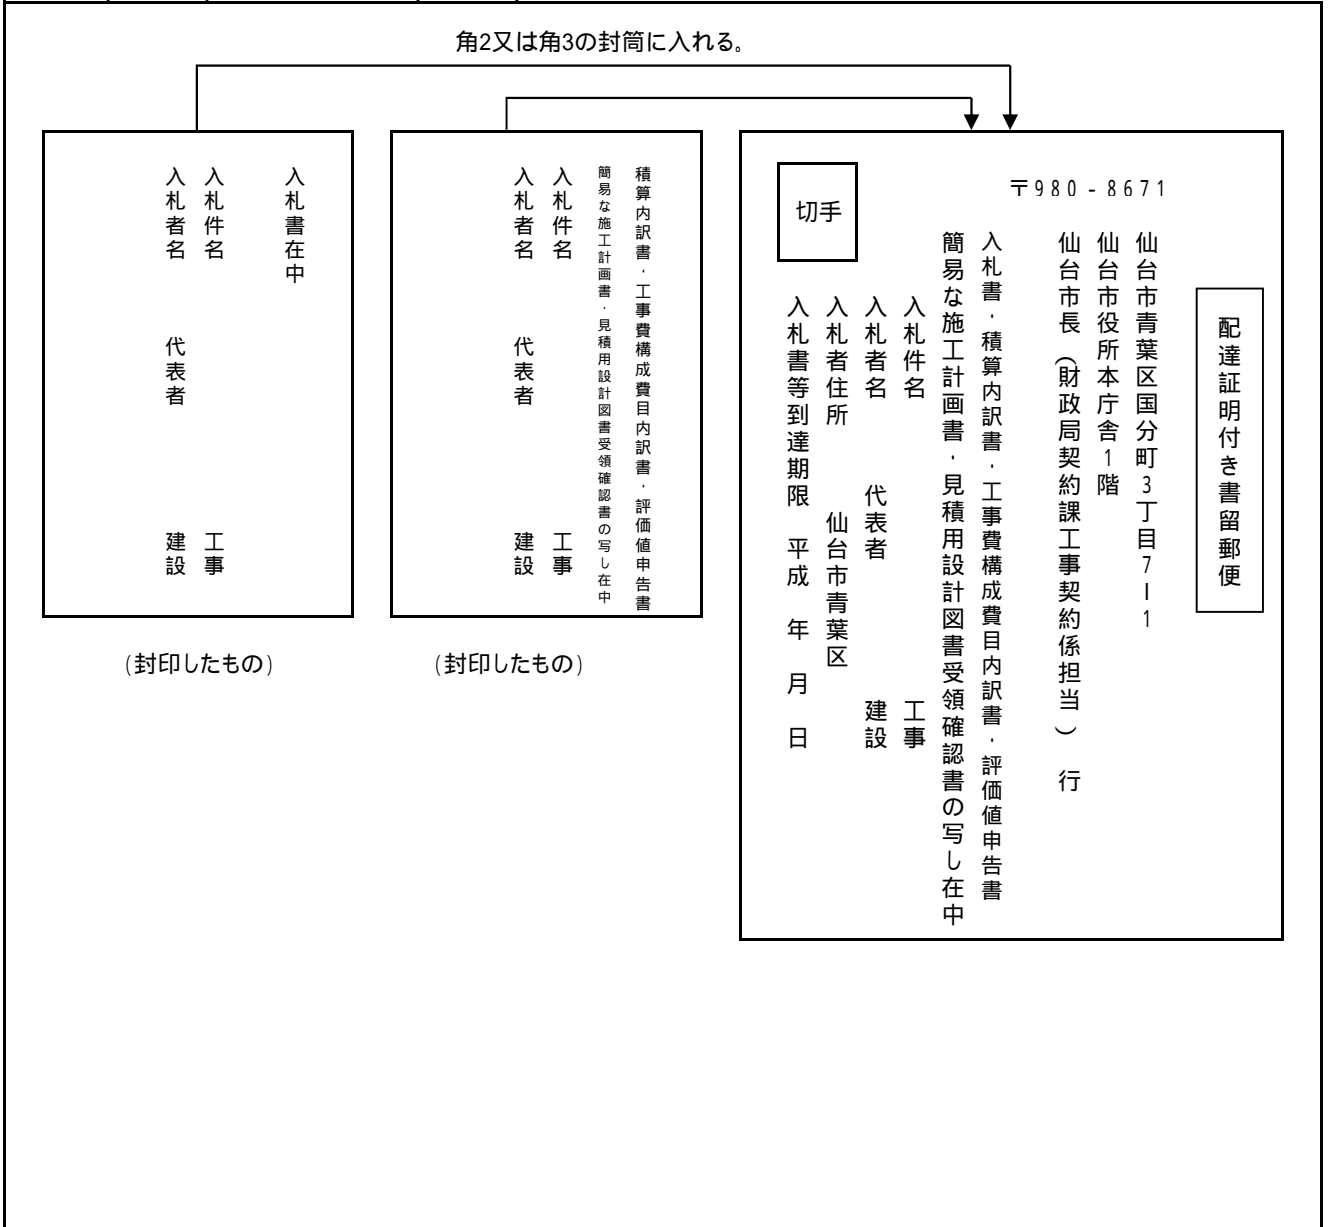 角2又は角3の封筒に入れる。
入札書在中
入札件名 工事
入札者名 代表者 建設
(封印したもの)
積算内訳書・工事費構成費目内訳書・評価値申告書
簡易な施工計画書・見積用設計図書受領確認書の写し在中
入札件名 工事
入札者名 代表者 建設
(封印したもの)
配達証明付き書留郵便
〒980-8671
仙台市青葉区国分町3丁目7ー1
仙台市役所本庁舎1階
仙台市長(財政局契約課工事契約係担当) 行
入札書・積算内訳書・工事費構成費目内訳書・評価値申告書
簡易な施工計画書・見積用設計図書受領確認書の写し在中
入札件名 工事
入札者名 代表者 建設
入札者住所 仙台市青葉区
入札書等到達期限 平成 年 月 日
切手